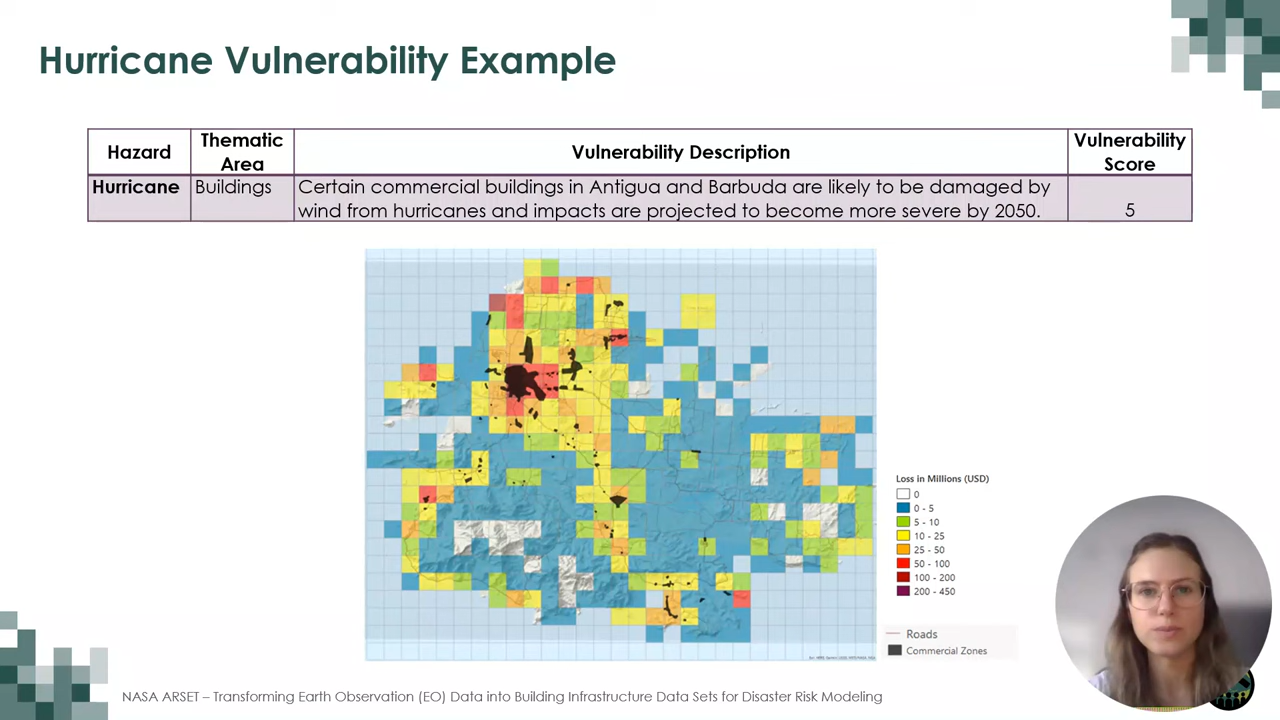 Hurricane Vulnerability Example
Hazard
Thematic
Area
Vulnerability Description
Vulnerability
Score
Hurricane
Buildings
Certain commercial buildings in Antigua and Barbuda are likely to be damaged by
wind from hurricanes and impacts are projected to become more severe by 2050.
5
Loss in Millions (USD)
0
0 - 5
5 - 10
10 - 25
25 - 50
50 - 100
100 - 200
200 - 450
Roads
Commercial Zones
NASA ARSET – Transforming Earth Observation (EO) Data into Building Infrastructure Data Sets for Disaster Risk Modeling